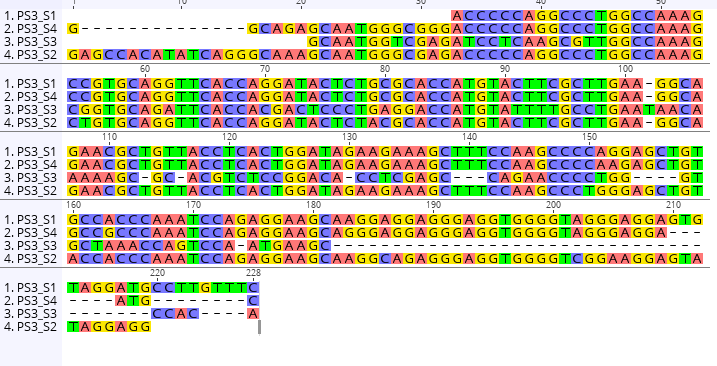 1 10 20 30 40 50
1. PS3_S1 ACCCCCAGGCCCTGGCCAAAG
2. PS3_S4 G--------------GCAGAGCAATGGGCGGGACCCCCAGGCCCTGGCCAAAG
3. PS3_S3 GCAATGGTCGAGATCCTCAAGCGTTGGCCAAAG
4. PS3_S2 GAGCCACATATCAGGGCAAAGCAATGGGCAAGACCCCCAGGCCCTGGCCAAAG
60 70 80 90 100
1. PS3_S1 CCGTGCAGGTTCACCAGGATACTCTGCGCACCATGTACTTCGCTTGAA-GGCA
2. PS3_S4 CCGTGCAGGTTCACCAGGATACTCTGCGCACCATGTACTTCGCTTGAA-GGCA
3. PS3_S3 CGGTGCAGATTCACCACGACTCCCTGAGGACCATGTATTTTGCCTGAATAACA
4. PS3_S2 CTGTGCAGGTTCACCAGGATACTCTACGCACCATGTACTTCGCTTGAA-GGCA
110 120 130 140 150
1. PS3_S1 GAACGCTGTTACCTCACTGGATAGAAGAAAGCTTTCCAAGCCCCAGGAGCTGT
2. PS3_S4 GAACGCTGTTACCTCACTGGATAGAAGAAAGCTTTCCAAGCCCCAAGAGCTGT
3. PS3_S3 AAAAGC-GC-ACGTCTCCGGACA-CCTCGAGC---CAGAACCCCTGG----GT
4. PS3_S2 GAACGCTGTTACCTCACTGGATAGAAGAAAGCTTTCCAAGCCCTGGGAGCTGT
160 170 180 190 200 210
1. PS3_S1 GCCACCCAAATCCAGAGGAAGCAAGGAGGAGGGAGGTGGGGTAGGGAGGAGTG
2. PS3_S4 GCCGCCCAAATCCAGAGGAAGCAAGGAGGAGGGAGGTGGGGTAGGGAGGA---
3. PS3_S3 GCTAAACCAGTCCA-ATGAAGC-------------------------------
4. PS3_S2 ACCACCCAAATCCAGAGGAAGCAAGGCAGAGGGAGGTGGGGTCGGAAGGAGTA
220 228
1. PS3_S1 TAGGATGCCTTGTTTC
2. PS3_S4 ----ATG--------C
3. PS3_S3 -------CCAC----A
4. PS3_S2 TAGGAGG